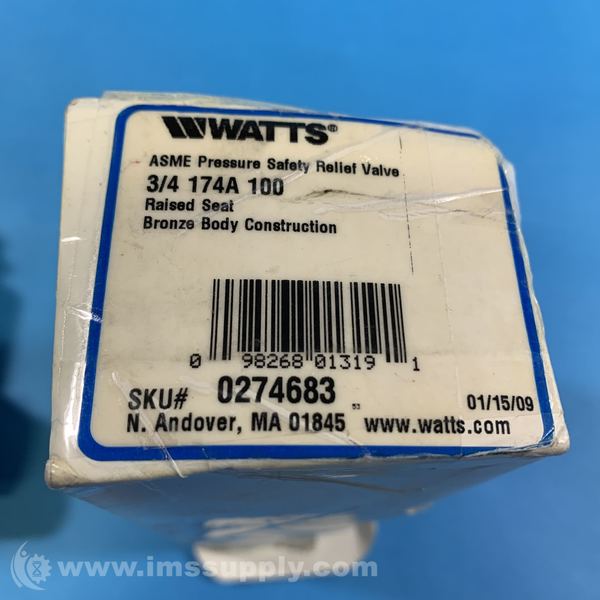 WATTS®
ASME Pressure Safety Relief Valve
3/4 174A 100
Raised Seat
Bronze Body Construction
0 98268 01319 1
SKU# 0274683
01/15/09
N. Andover, MA 01845 www.watts.com
www.imssupply.com